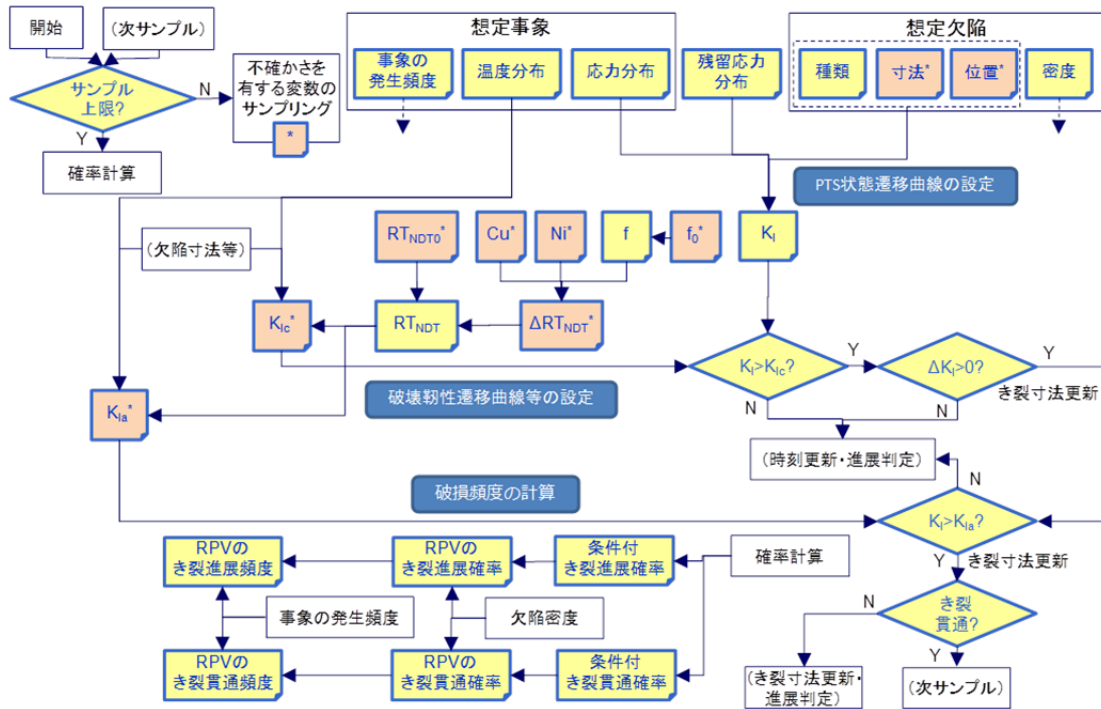 開始
(次サンプル)
サンプル
上限?
N
Y
確率計算
不確かさを
有する変数の
サンプリング
*
想定事象
事象の
発生頻度
温度分布
応力分布
残留応力
分布
想定欠陥
種類
寸法*
位置*
密度
PTS状態遷移曲線の設定
(欠陥寸法等)
RTNDT0*
Cu*
Ni*
f
f0*
KI
KIc*
RTNDT
ΔRTNDT*
KI>KIc?
Y
N
ΔKI>0?
Y
N
き裂寸法更新
KIa*
破壊靭性遷移曲線等の設定
(時刻更新・進展判定)
破損頻度の計算
N
KI>KIa?
Y
き裂寸法更新
RPVの
き裂進展頻度
RPVの
き裂進展確率
条件付
き裂進展確率
確率計算
事象の発生頻度
欠陥密度
N
き裂
貫通?
Y
RPVの
き裂貫通頻度
RPVの
き裂貫通確率
条件付
き裂貫通確率
(き裂寸法更新・
進展判定)
(次サンプル)